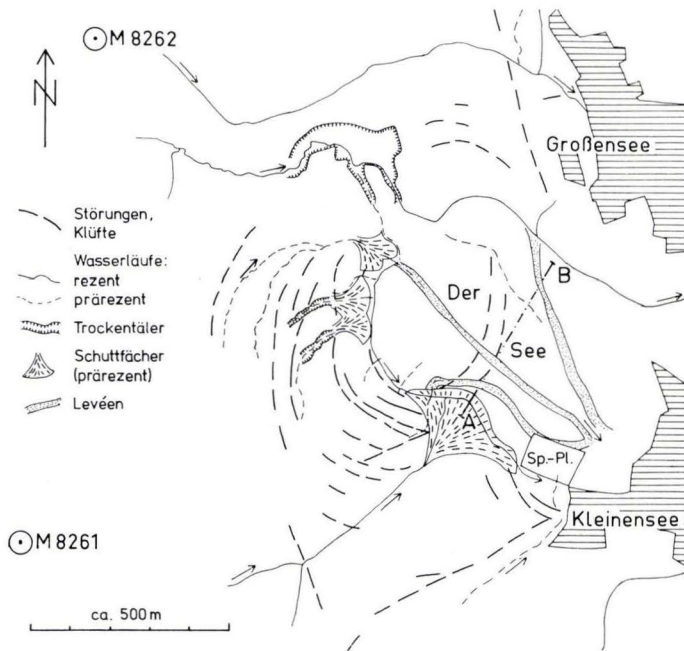 M 8262
N
Großensee
Störungen,
Klüfte
Wasserläufe:
rezent
prärezent
Trockentäler
Schuttfächer
(prärezent)
Levéen
Der
See
B
A
Sp.-Pl.
Kleinensee
M 8261
ca. 500 m